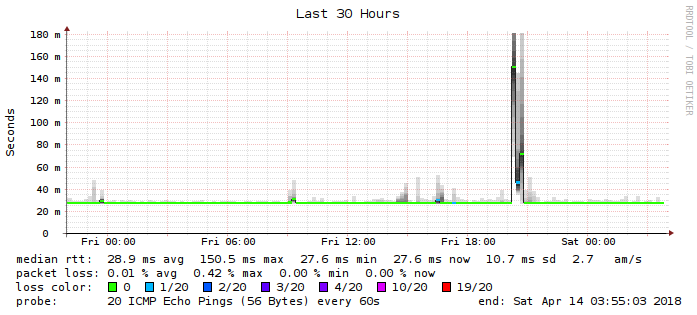 Last 30 Hours
RRDTOOL / TOBI OETIKER
Seconds
180 m
160 m
140 m
120 m
100 m
80 m
60 m
40 m
20 m
0
Fri 00:00 Fri 06:00 Fri 12:00 Fri 18:00 Sat 00:00
median rtt: 28.9 ms avg 150.5 ms max 27.6 ms min 27.6 ms now 10.7 ms sd 2.7 am/s
packet loss: 0.01 % avg 0.42 % max 0.00 % min 0.00 % now
loss color: 0 1/20 2/20 3/20 4/20 10/20 19/20
probe: 20 ICMP Echo Pings (56 Bytes) every 60s end: Sat Apr 14 03:55:03 2018